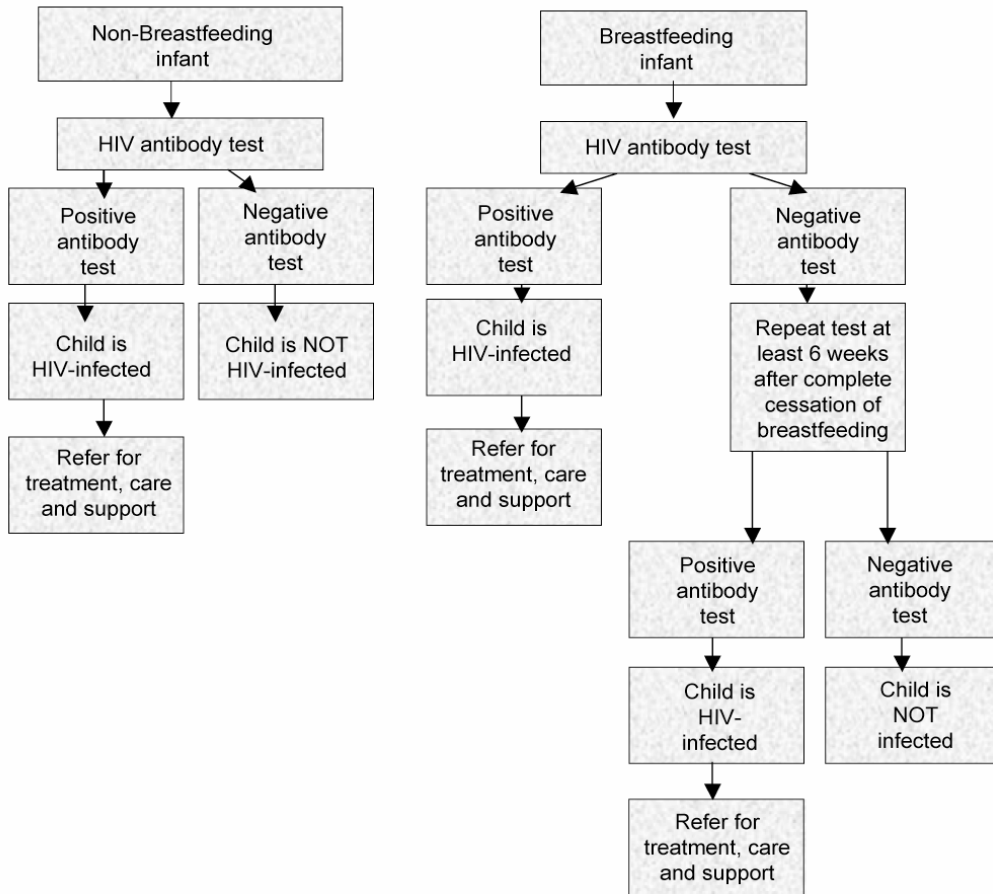 Non-Breastfeeding
infant
HIV antibody test
Positive
antibody
test
Negative
antibody
test
Child is
HIV-infected
Child is NOT
HIV-infected
Refer for
treatment, care
and support
Breastfeeding
infant
HIV antibody test
Positive
antibody
test
Negative
antibody
test
Child is
HIV-infected
Repeat test at
least 6 weeks
after complete
cessation of
breastfeeding
Refer for
treatment, care
and support
Positive
antibody
test
Negative
antibody
test
Child is
HIV-
infected
Child is
NOT
infected
Refer for
treatment, care
and support